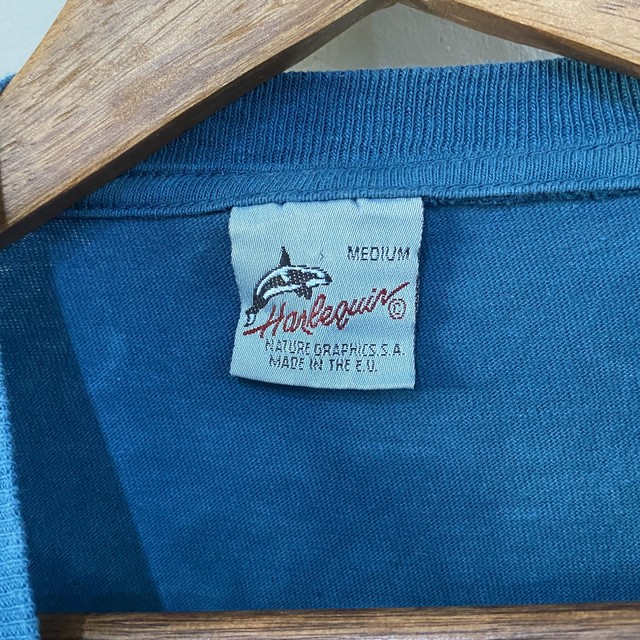 MEDIUM
Harlequin ©
NATURE GRAPHICS, S.A.
MADE IN THE E.U.